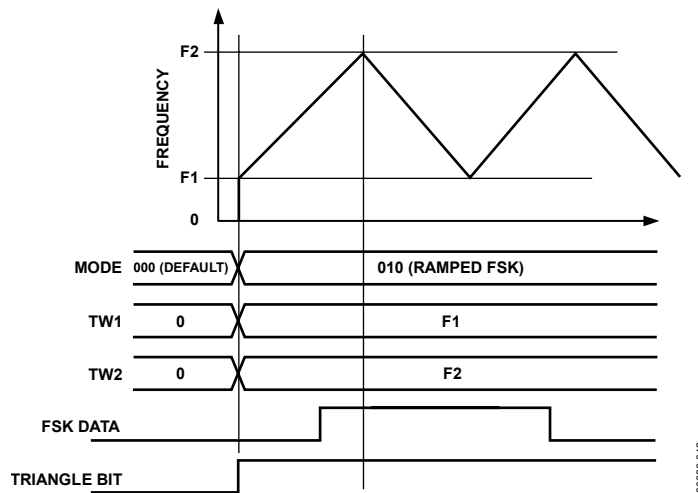 F2
FREQUENCY
F1
0
MODE
000 (DEFAULT)
010 (RAMPED FSK)
TW1
0
F1
TW2
0
F2
FSK DATA
TRIANGLE BIT